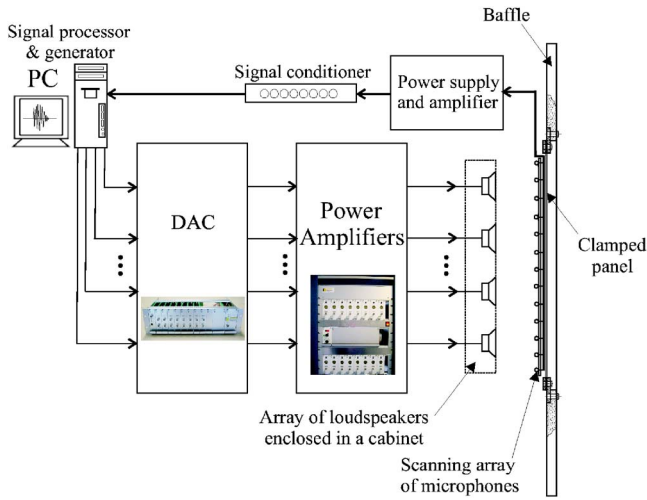 Baffle
Signal processor
& generator
PC
Signal conditioner
Power supply
and amplifier
DAC
Power
Amplifiers
Clamped
panel
Array of loudspeakers
enclosed in a cabinet
Scanning array
of microphones